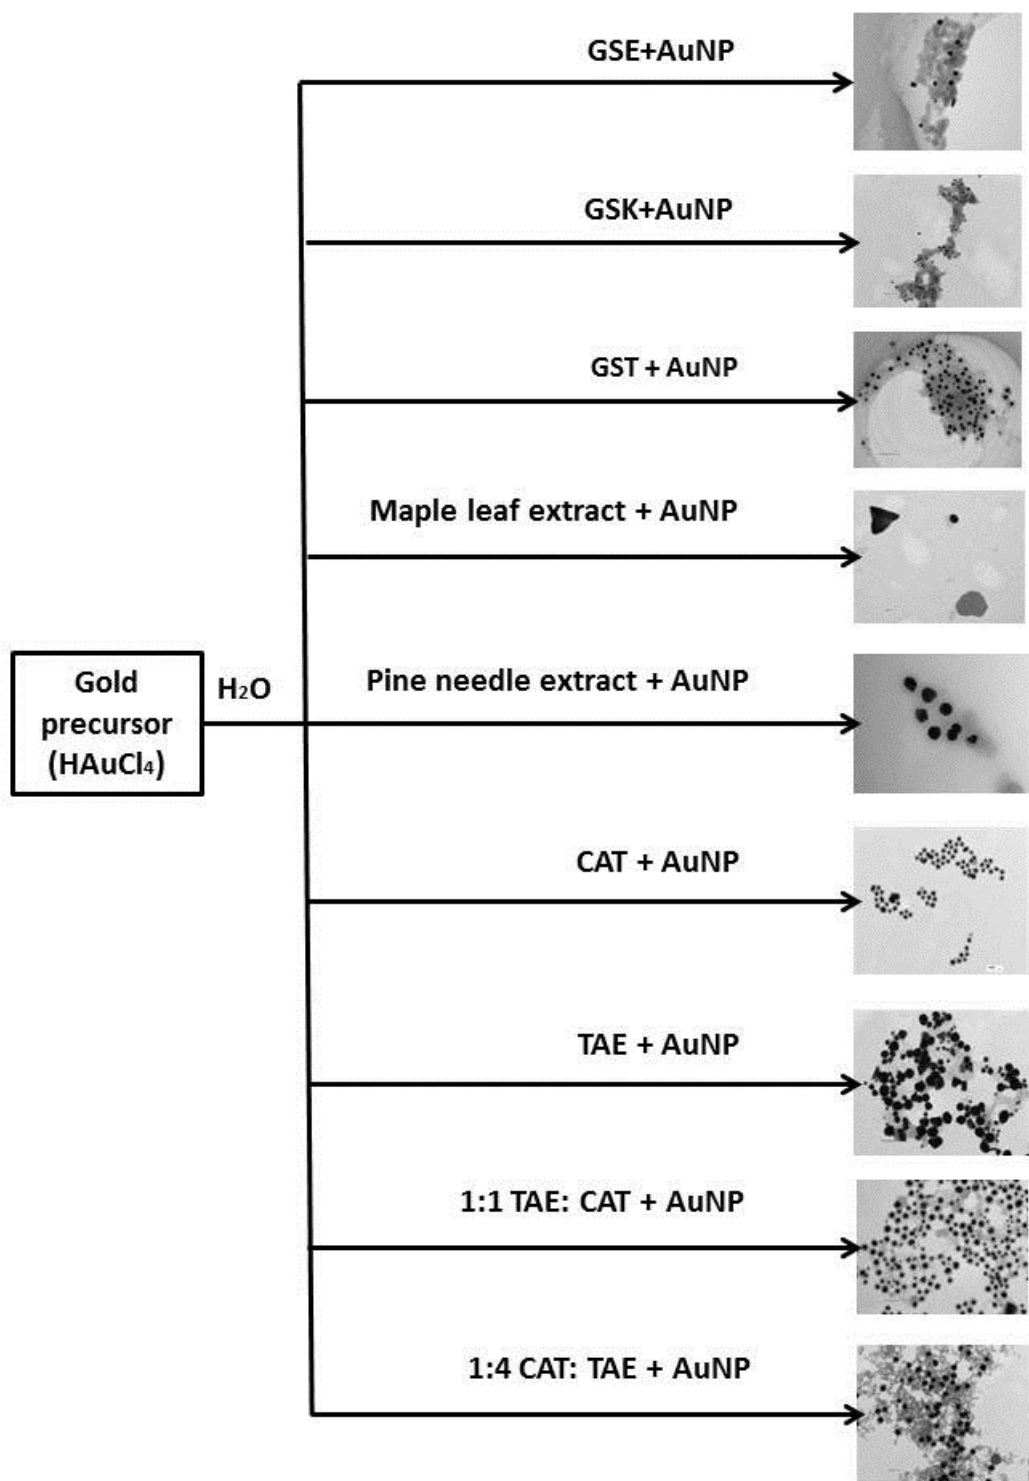 GSE+AuNP
GSK+AuNP
GST + AuNP
Maple leaf extract + AuNP
Gold
precursor
(HAuCl₄)
H₂O
Pine needle extract + AuNP
CAT + AuNP
TAE + AuNP
1:1 TAE: CAT + AuNP
1:4 CAT: TAE + AuNP